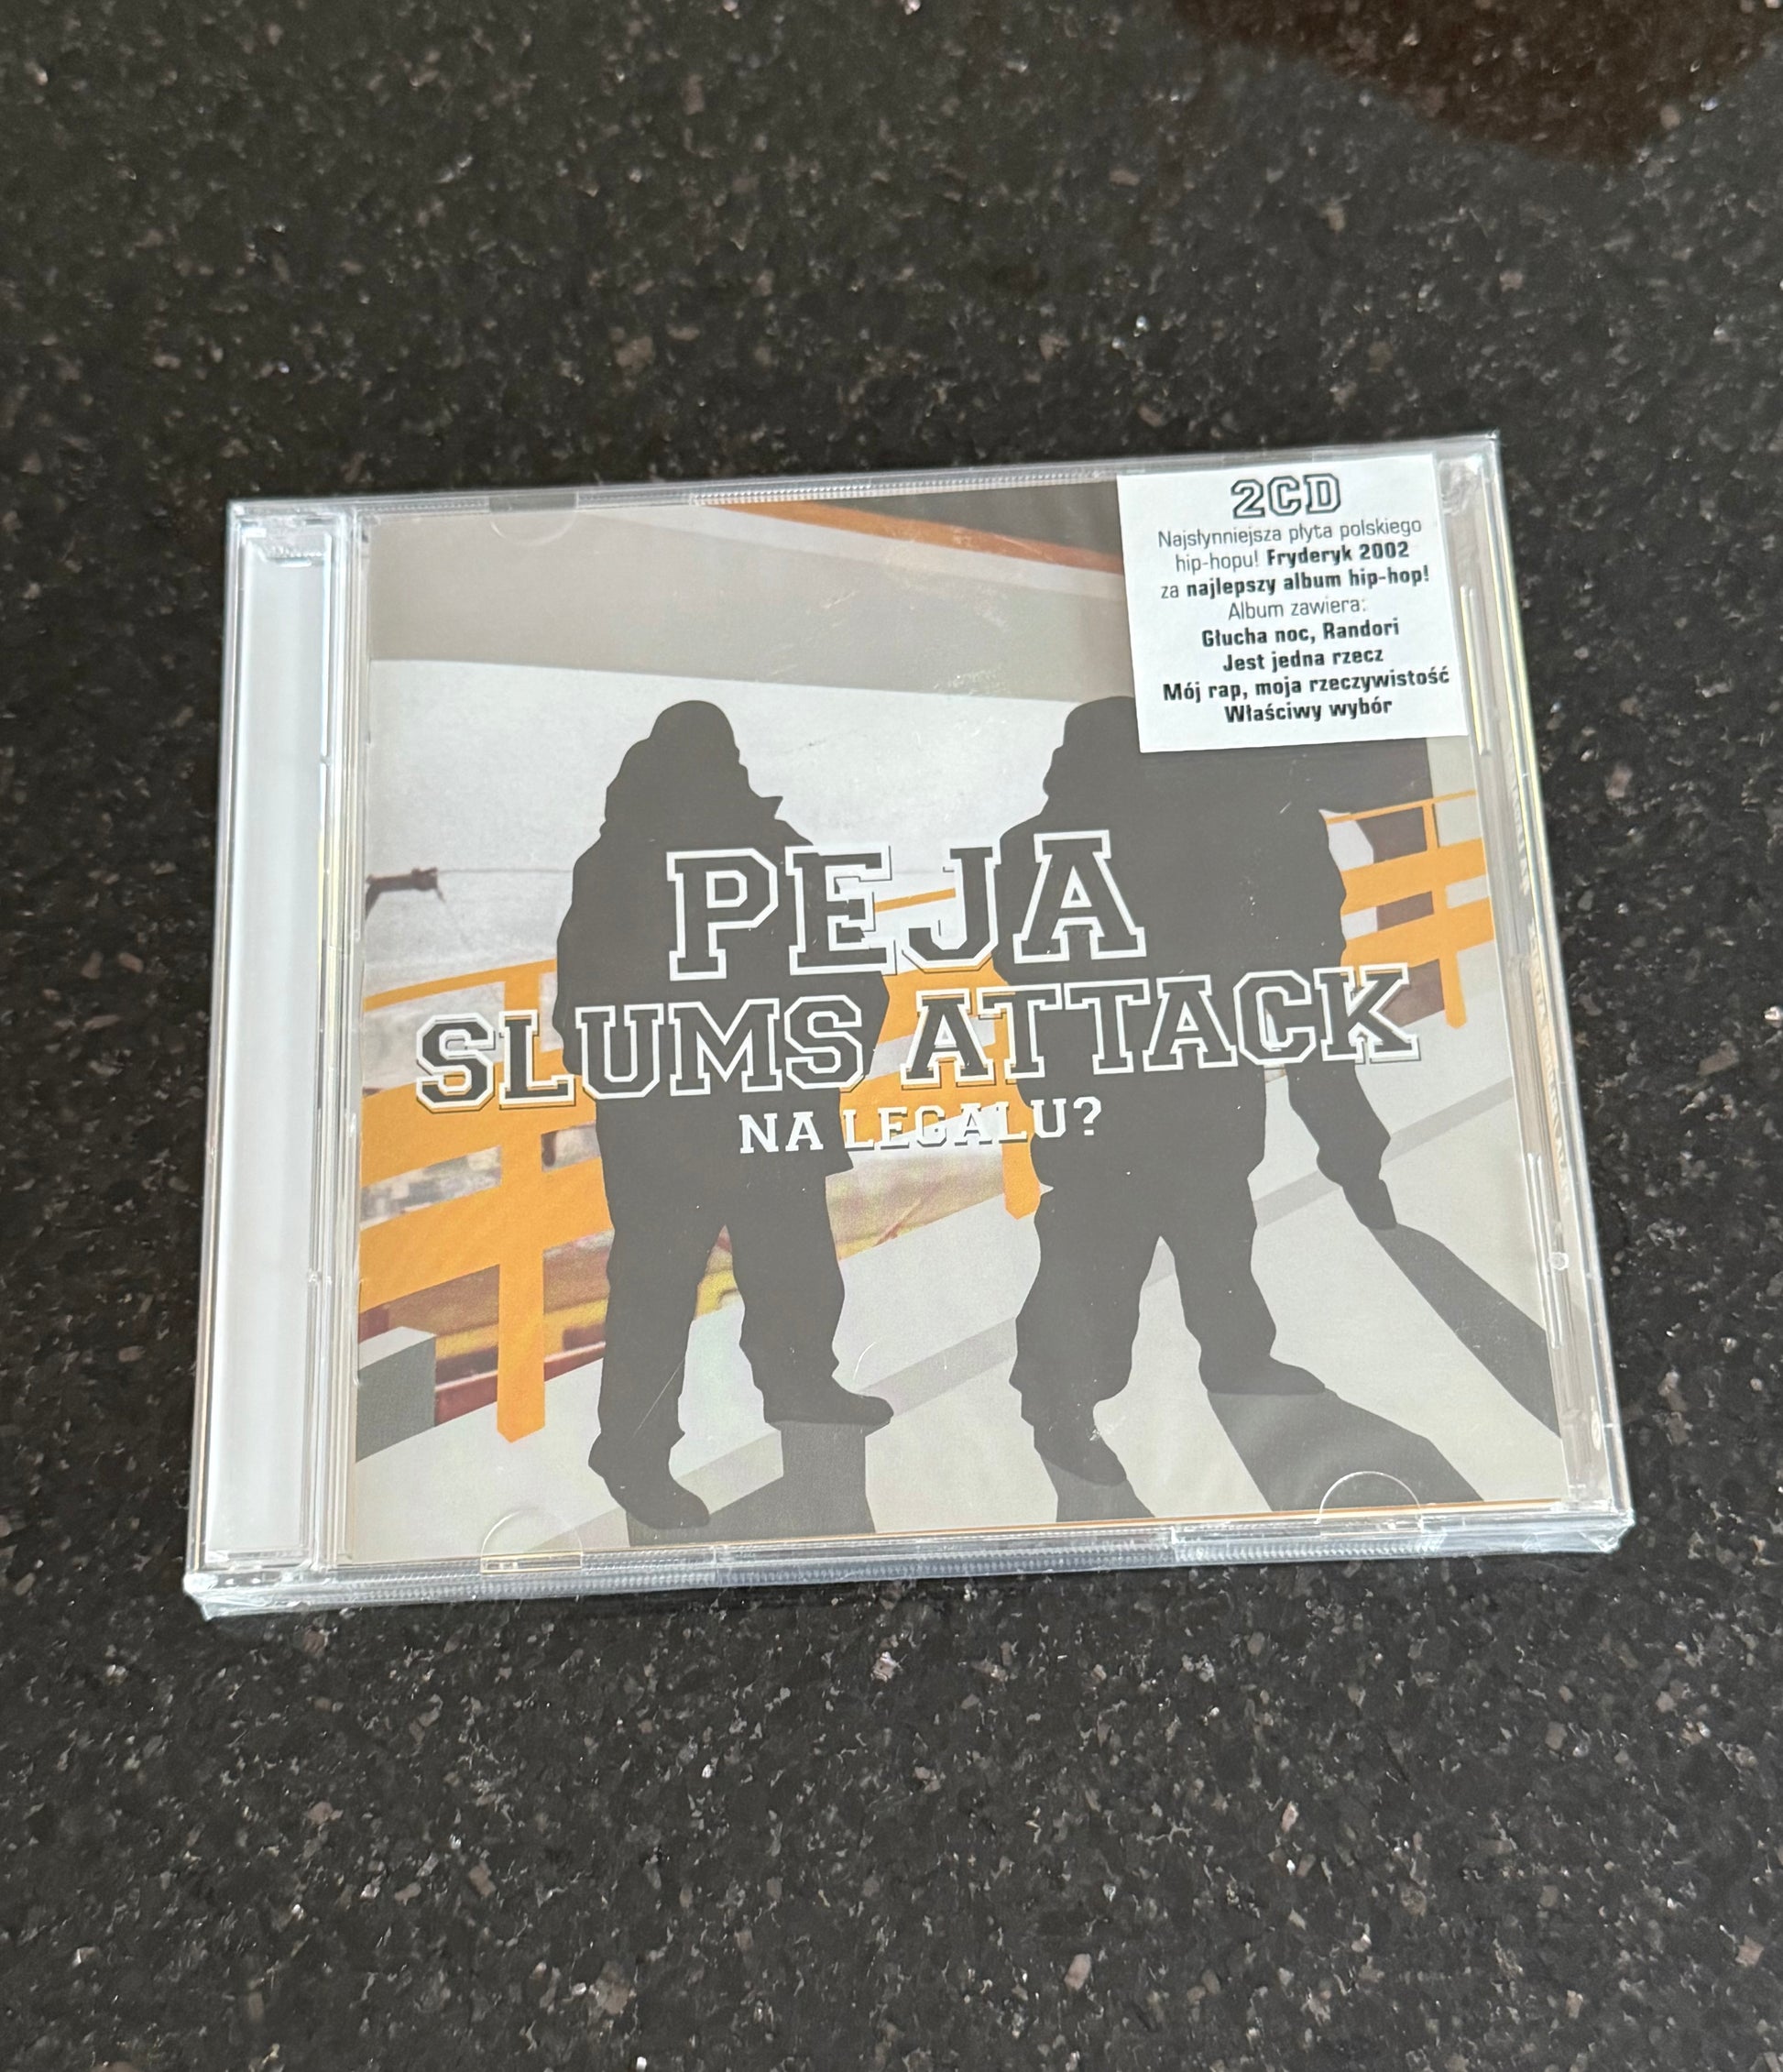 2CD
Najsłynniejsza płyta polskiego
hip-hopu! Fryderyk 2002
za najlepszy album hip-hop!
Album zawiera:
Głucha noc, Randori
Jest jedna rzecz
Mój rap, moja rzeczywistość
Właściwy wybór
PEJA
SLUMS ATTACK
NA LEGALU?